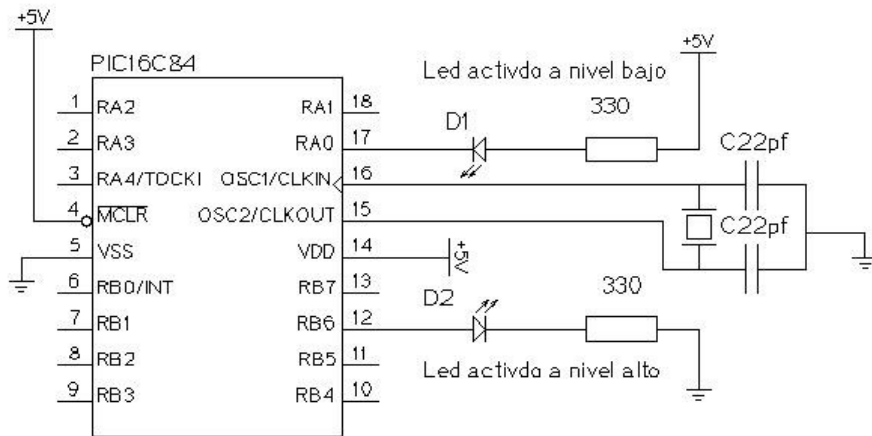 +5V
PIC16C84
1 RA2 RA1 18
2 RA3 RA0 17
3 RA4/TOCKI OSC1/CLKIN 16
4 MCLR OSC2/CLKOUT 15
5 VSS VDD 14
6 RB0/INT RB7 13
7 RB1 RB6 12
8 RB2 RB5 11
9 RB3 RB4 10
Led activdo a nivel bajo
+5V
D1
330
C22pf
C22pf
+5V
D2
330
Led activdo a nivel alto